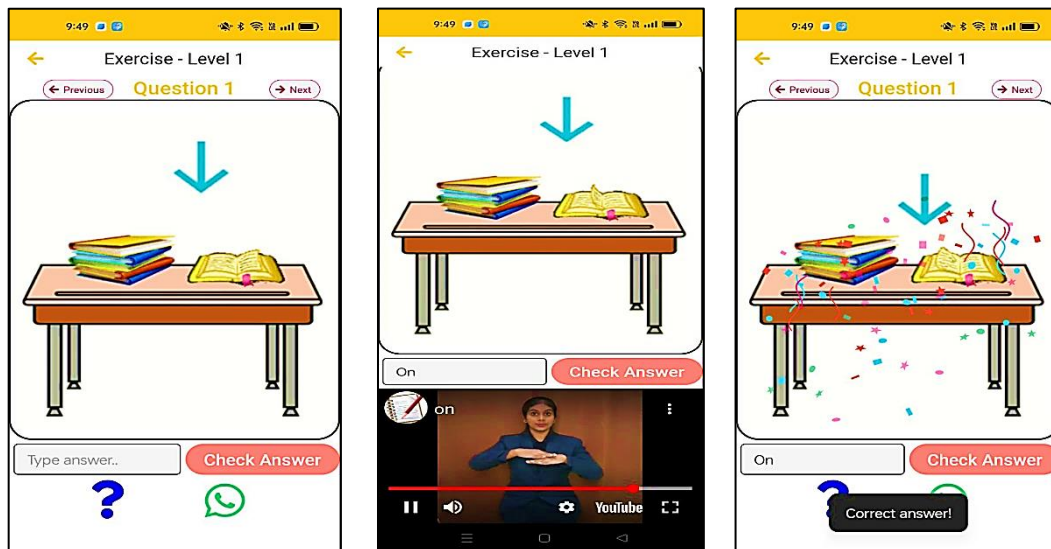 9:49
Exercise - Level 1
← Previous Question 1 → Next
Type answer.. Check Answer
?
9:49
Exercise - Level 1
On Check Answer
on
YouTube
9:49
Exercise - Level 1
← Previous Question 1 → Next
On Check Answer
?
Correct answer!